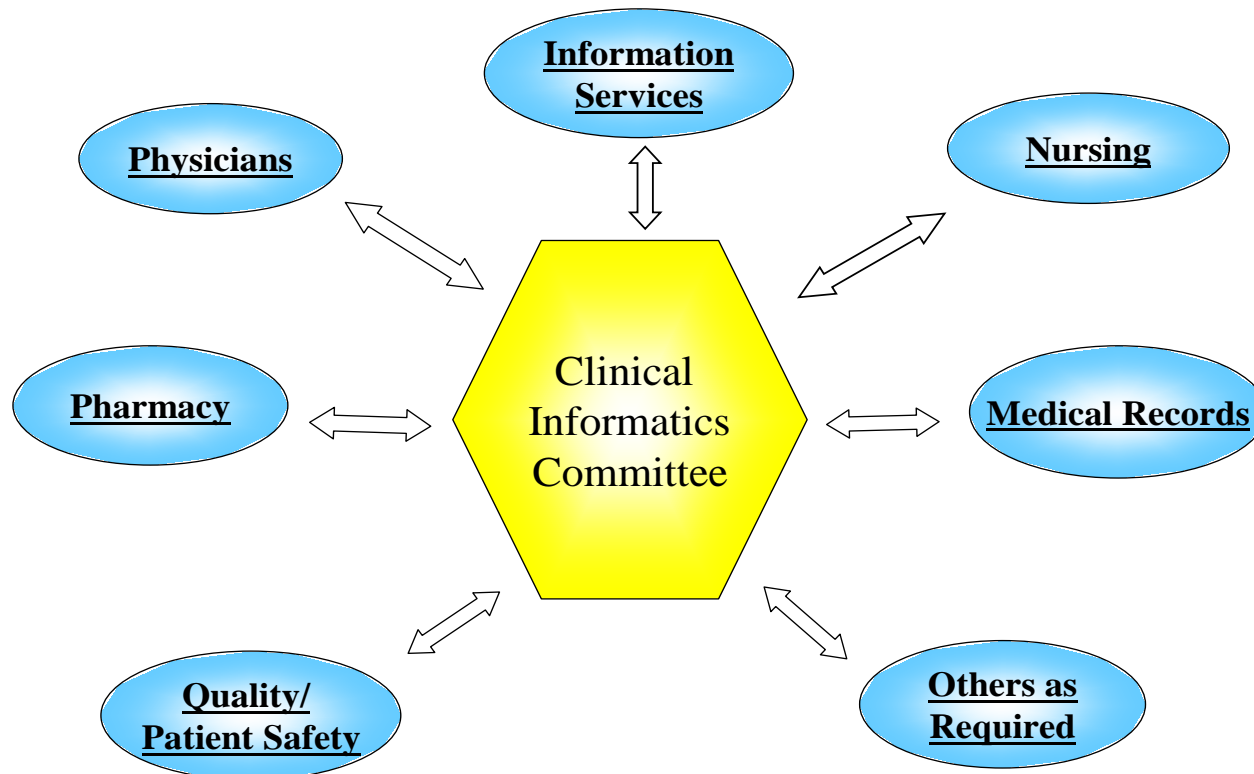 Information
Services
Physicians
Nursing
Clinical
Informatics
Committee
Pharmacy
Medical Records
Quality/
Patient Safety
Others as
Required